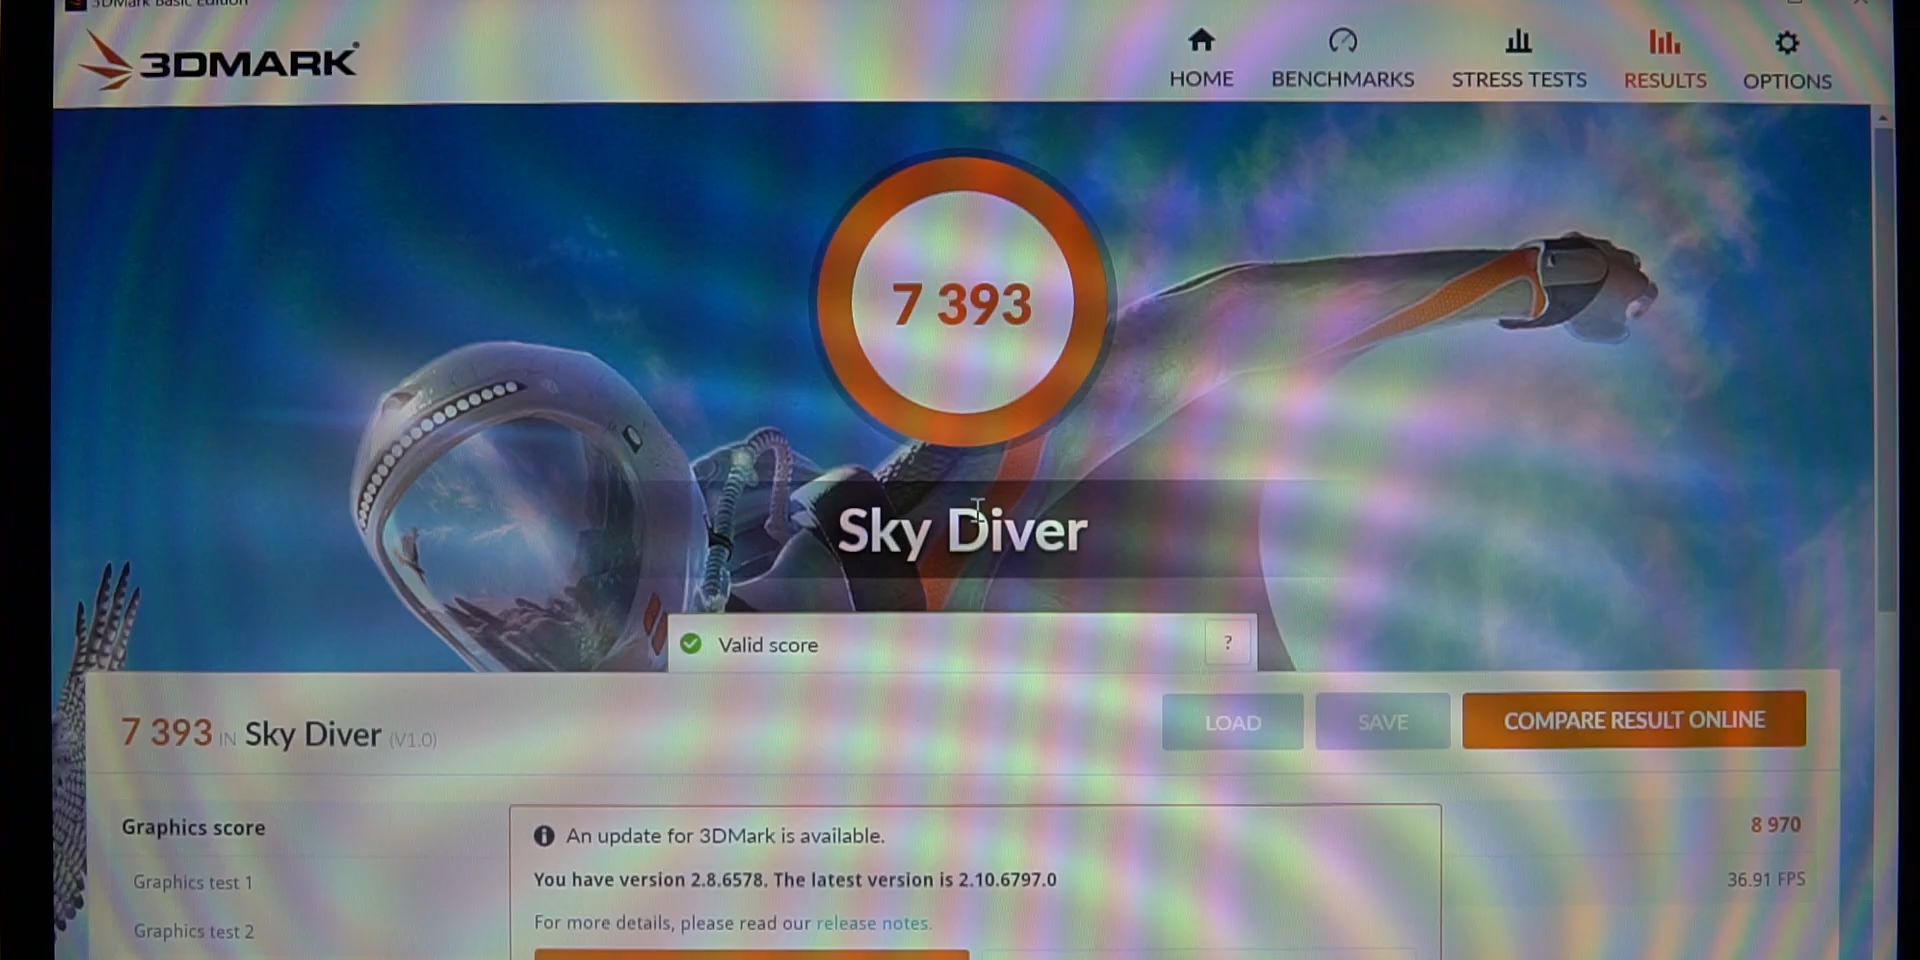 3DMark Basic Edition
3DMARK
HOME
BENCHMARKS
STRESS TESTS
RESULTS
OPTIONS
7 393
Sky Diver
Valid score
?
7 393 IN Sky Diver (V1.0)
LOAD
SAVE
COMPARE RESULT ONLINE
Graphics score
8 970
Graphics test 1
36.91 FPS
Graphics test 2
An update for 3DMark is available.
You have version 2.8.6578. The latest version is 2.10.6797.0
For more details, please read our release notes.